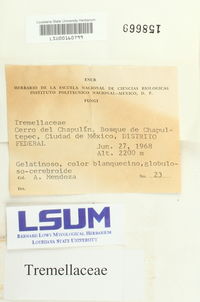 Louisiana State University Herbarium
158669
ENCB
HERBARIO DE LA ESCUELA NACIONAL DE CIENCIAS BIOLOGICAS
INSTITUTO POLITECNICO NACIONAL-MEXICO, D. F.
FUNGI
Tremellaceae
Cerro del Chapulín, Bosque de Chapul-
tepec, Ciudad de México, DISTRITO
FEDERAL
Jun. 27, 1968
Alt. 2200 m
Gelatinoso, color blanquecino, globulo-
so-cerebroide
Col. A. Mendoza
No. 23
Det.
LSUM
BERNARD LOWY MYCOLOGICAL HERBARIUM
LOUISIANA STATE UNIVERSITY
Tremellaceae